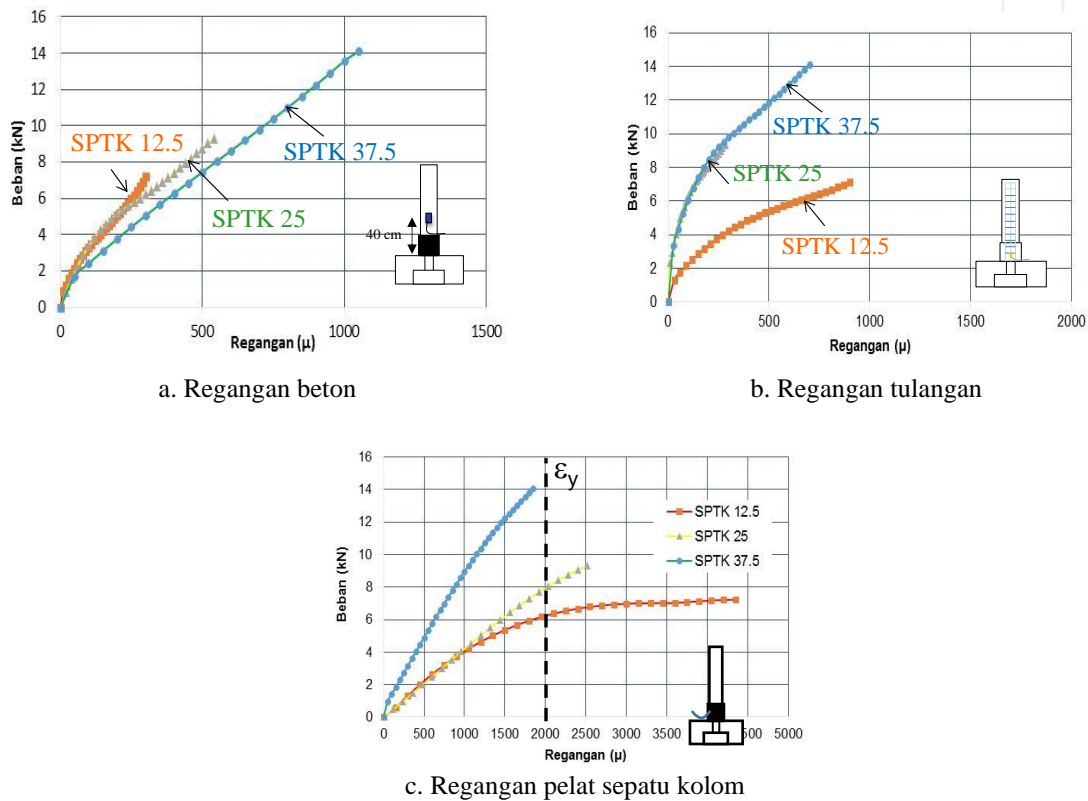 16
14
12
10
8
6
4
2
0
Beban (kN)
SPTK 12.5
SPTK 37.5
SPTK 25
40 cm
0 500 1000 1500
Regangan (µ)
a. Regangan beton
16
14
12
10
8
6
4
2
0
Beban (kN)
SPTK 37.5
SPTK 25
SPTK 12.5
0 500 1000 1500 2000
Regangan (µ)
b. Regangan tulangan
16
14
12
10
8
6
4
2
0
Beban (kN)
εy
SPTK 12.5
SPTK 25
SPTK 37.5
0 500 1000 1500 2000 2500 3000 3500 500 5000
Regangan (µ)
c. Regangan pelat sepatu kolom